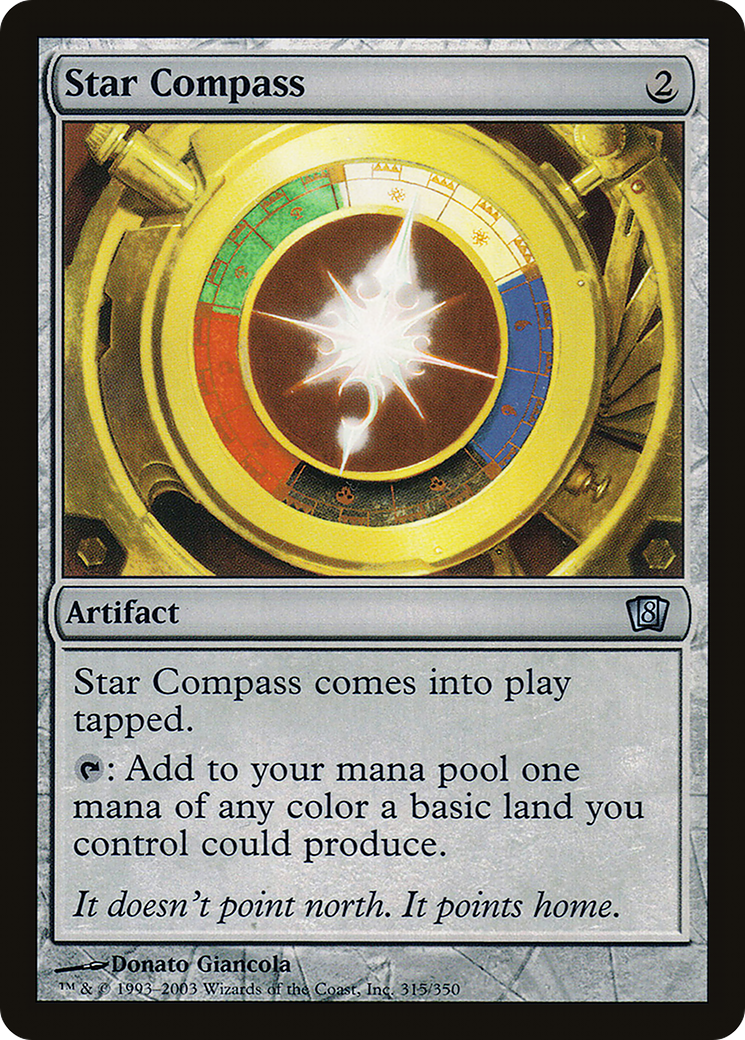 Star Compass 2
Artifact 8
Star Compass comes into play
tapped.
: Add to your mana pool one
mana of any color a basic land you
control could produce.
It doesn't point north. It points home.
Donato Giancola
™ & © 1993–2003 Wizards of the Coast, Inc. 315/350